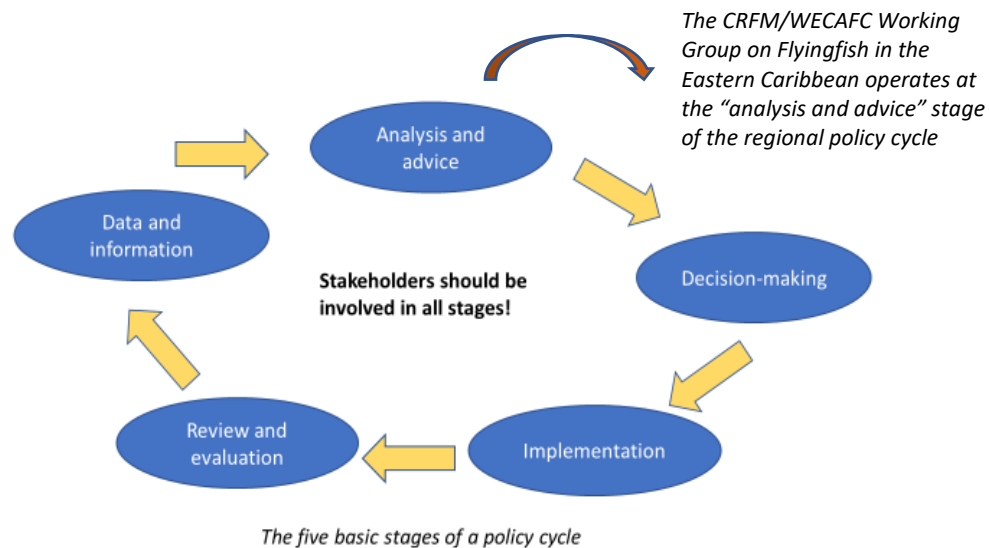 The CRFM/WECAFC Working
Group on Flyingfish in the
Eastern Caribbean operates at
the “analysis and advice” stage
of the regional policy cycle
Analysis and
advice
Data and
information
Decision-making
Stakeholders should be
involved in all stages!
Review and
evaluation
Implementation
The five basic stages of a policy cycle